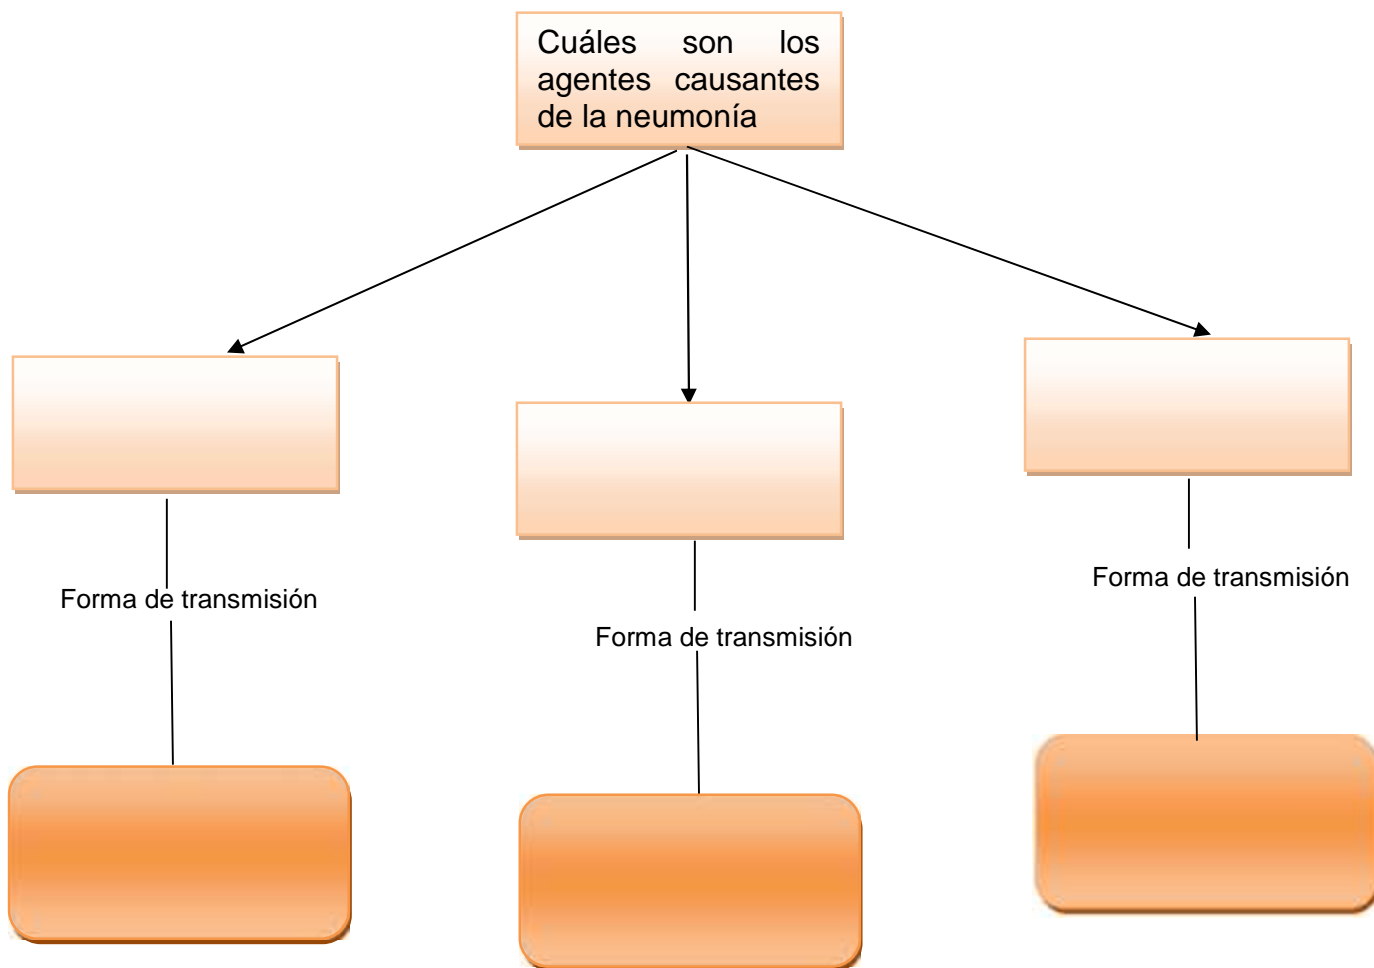 Cuáles son los
agentes causantes
de la neumonía
Forma de transmisión
Forma de transmisión
Forma de transmisión